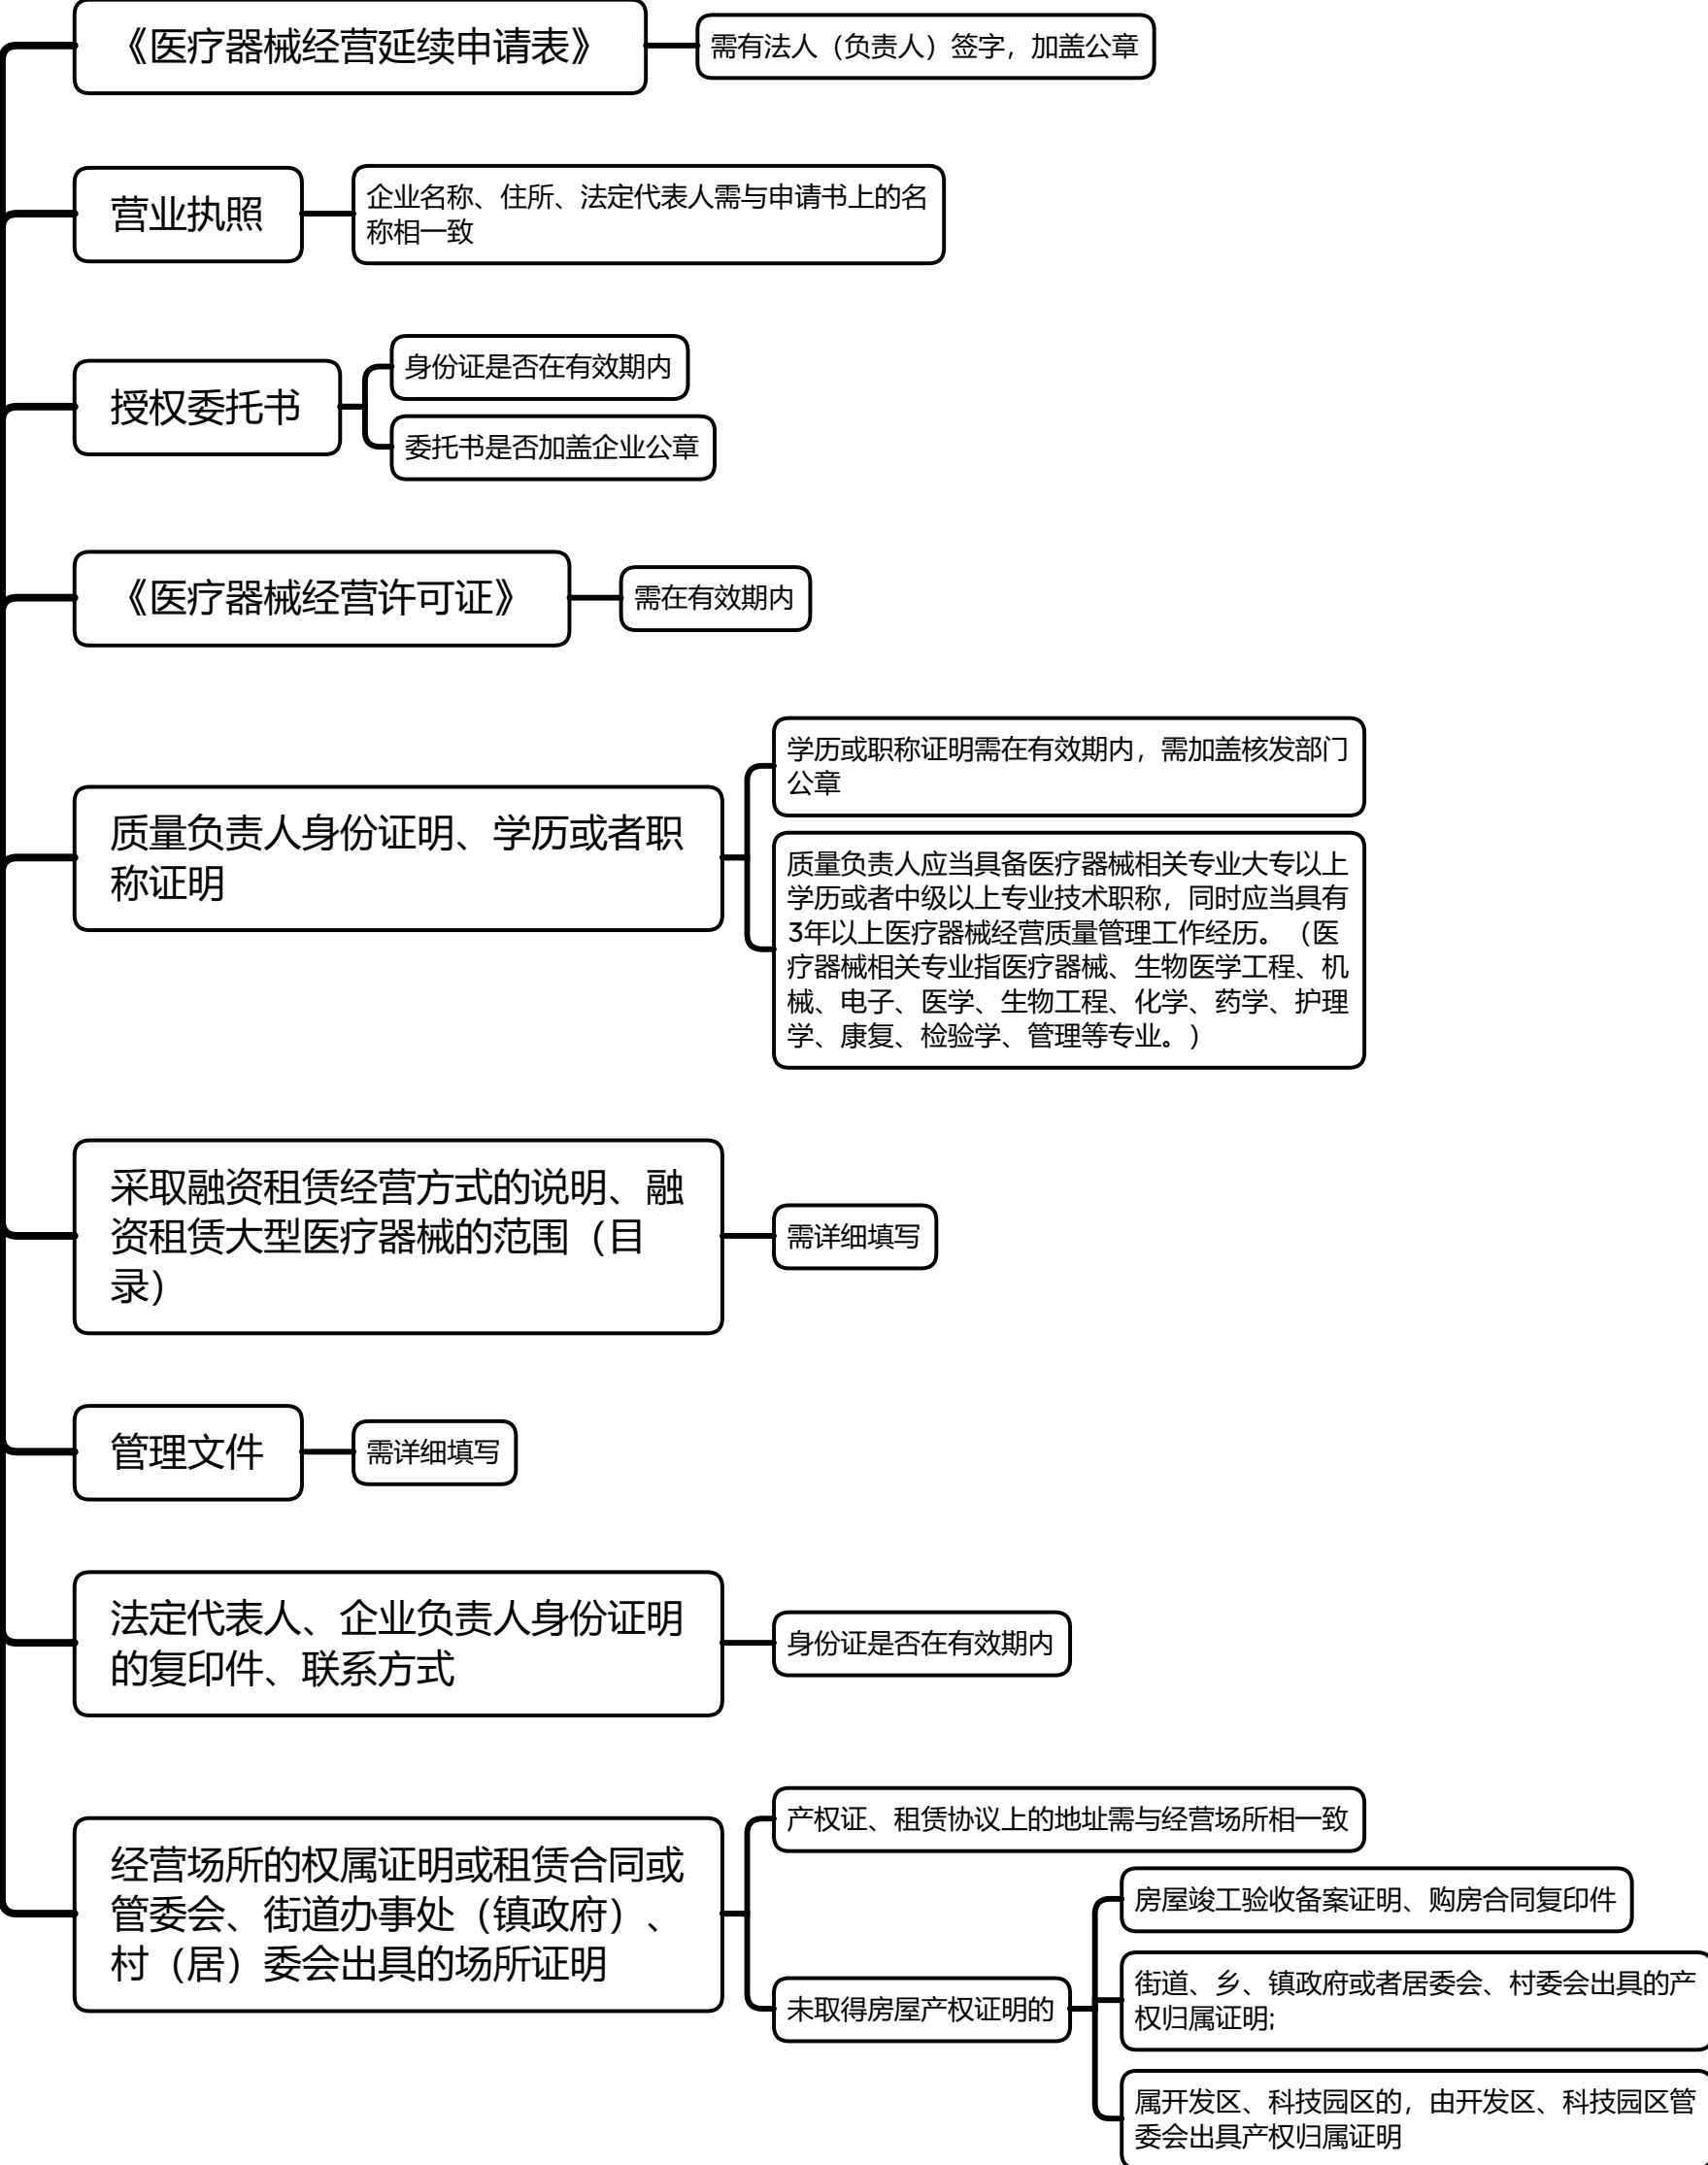 《医疗器械经营延续申请表》
需有法人（负责人）签字，加盖公章
营业执照
企业名称、住所、法定代表人需与申请书上的名
称相一致
授权委托书
身份证是否在有效期内
委托书是否加盖企业公章
《医疗器械经营许可证》
需在有效期内
质量负责人身份证明、学历或者职
称证明
学历或职称证明需在有效期内，需加盖核发部门
公章
质量负责人应当具备医疗器械相关专业大专以上
学历或者中级以上专业技术职称，同时应当具有
3年以上医疗器械经营质量管理工作经历。（医
疗器械相关专业指医疗器械、生物医学工程、机
械、电子、医学、生物工程、化学、药学、护理
学、康复、检验学、管理等专业。）
采取融资租赁经营方式的说明、融
资租赁大型医疗器械的范围（目
录）
需详细填写
管理文件
需详细填写
法定代表人、企业负责人身份证明
的复印件、联系方式
身份证是否在有效期内
经营场所的权属证明或租赁合同或
管委会、街道办事处（镇政府）、
村（居）委会出具的场所证明
产权证、租赁协议上的地址需与经营场所相一致
未取得房屋产权证明的
房屋竣工验收备案证明、购房合同复印件
街道、乡、镇政府或者居委会、村委会出具的产
权归属证明;
属开发区、科技园区的，由开发区、科技园区管
委会出具产权归属证明